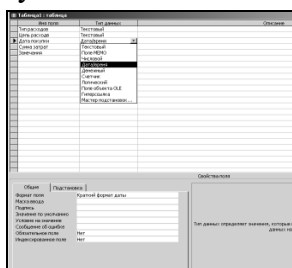 Таблица1 : таблица
Имя поля Тип данных Описание
Тип расходов Текстовый
Цель расхода Текстовый
Дата покупки Дата/время
Сумма затрат Текстовый
Замечания Поле МЕМО
Числовой
Дата/время
Денежный
Счетчик
Логический
Поле объекта OLE
Гиперссылка
Мастер подстановок...
Свойства поля
Общие Подстановка
Формат поля Краткий формат даты
Маска ввода
Подпись
Значение по умолчанию
Условие на значение
Сообщение об ошибке
Обязательное поле Нет
Индексированное поле Нет
Тип данных определяет значения, которые
данных на